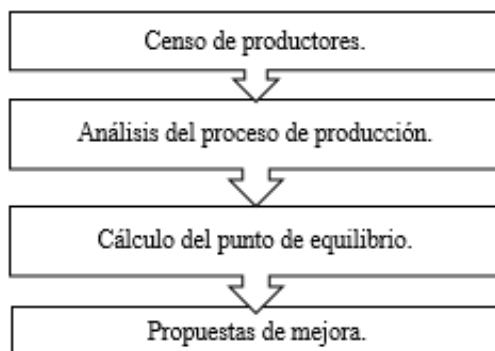 Censo de productores.
Análisis del proceso de producción.
Cálculo del punto de equilibrio.
Propuestas de mejora.